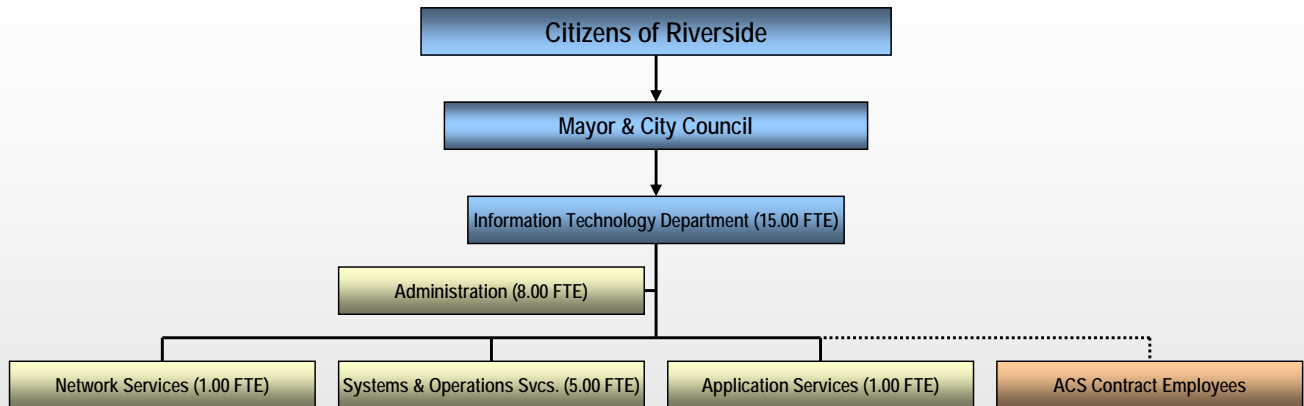 Citizens of Riverside
Mayor & City Council
Information Technology Department (15.00 FTE)
Administration (8.00 FTE)
Network Services (1.00 FTE)
Systems & Operations Svcs. (5.00 FTE)
Application Services (1.00 FTE)
ACS Contract Employees